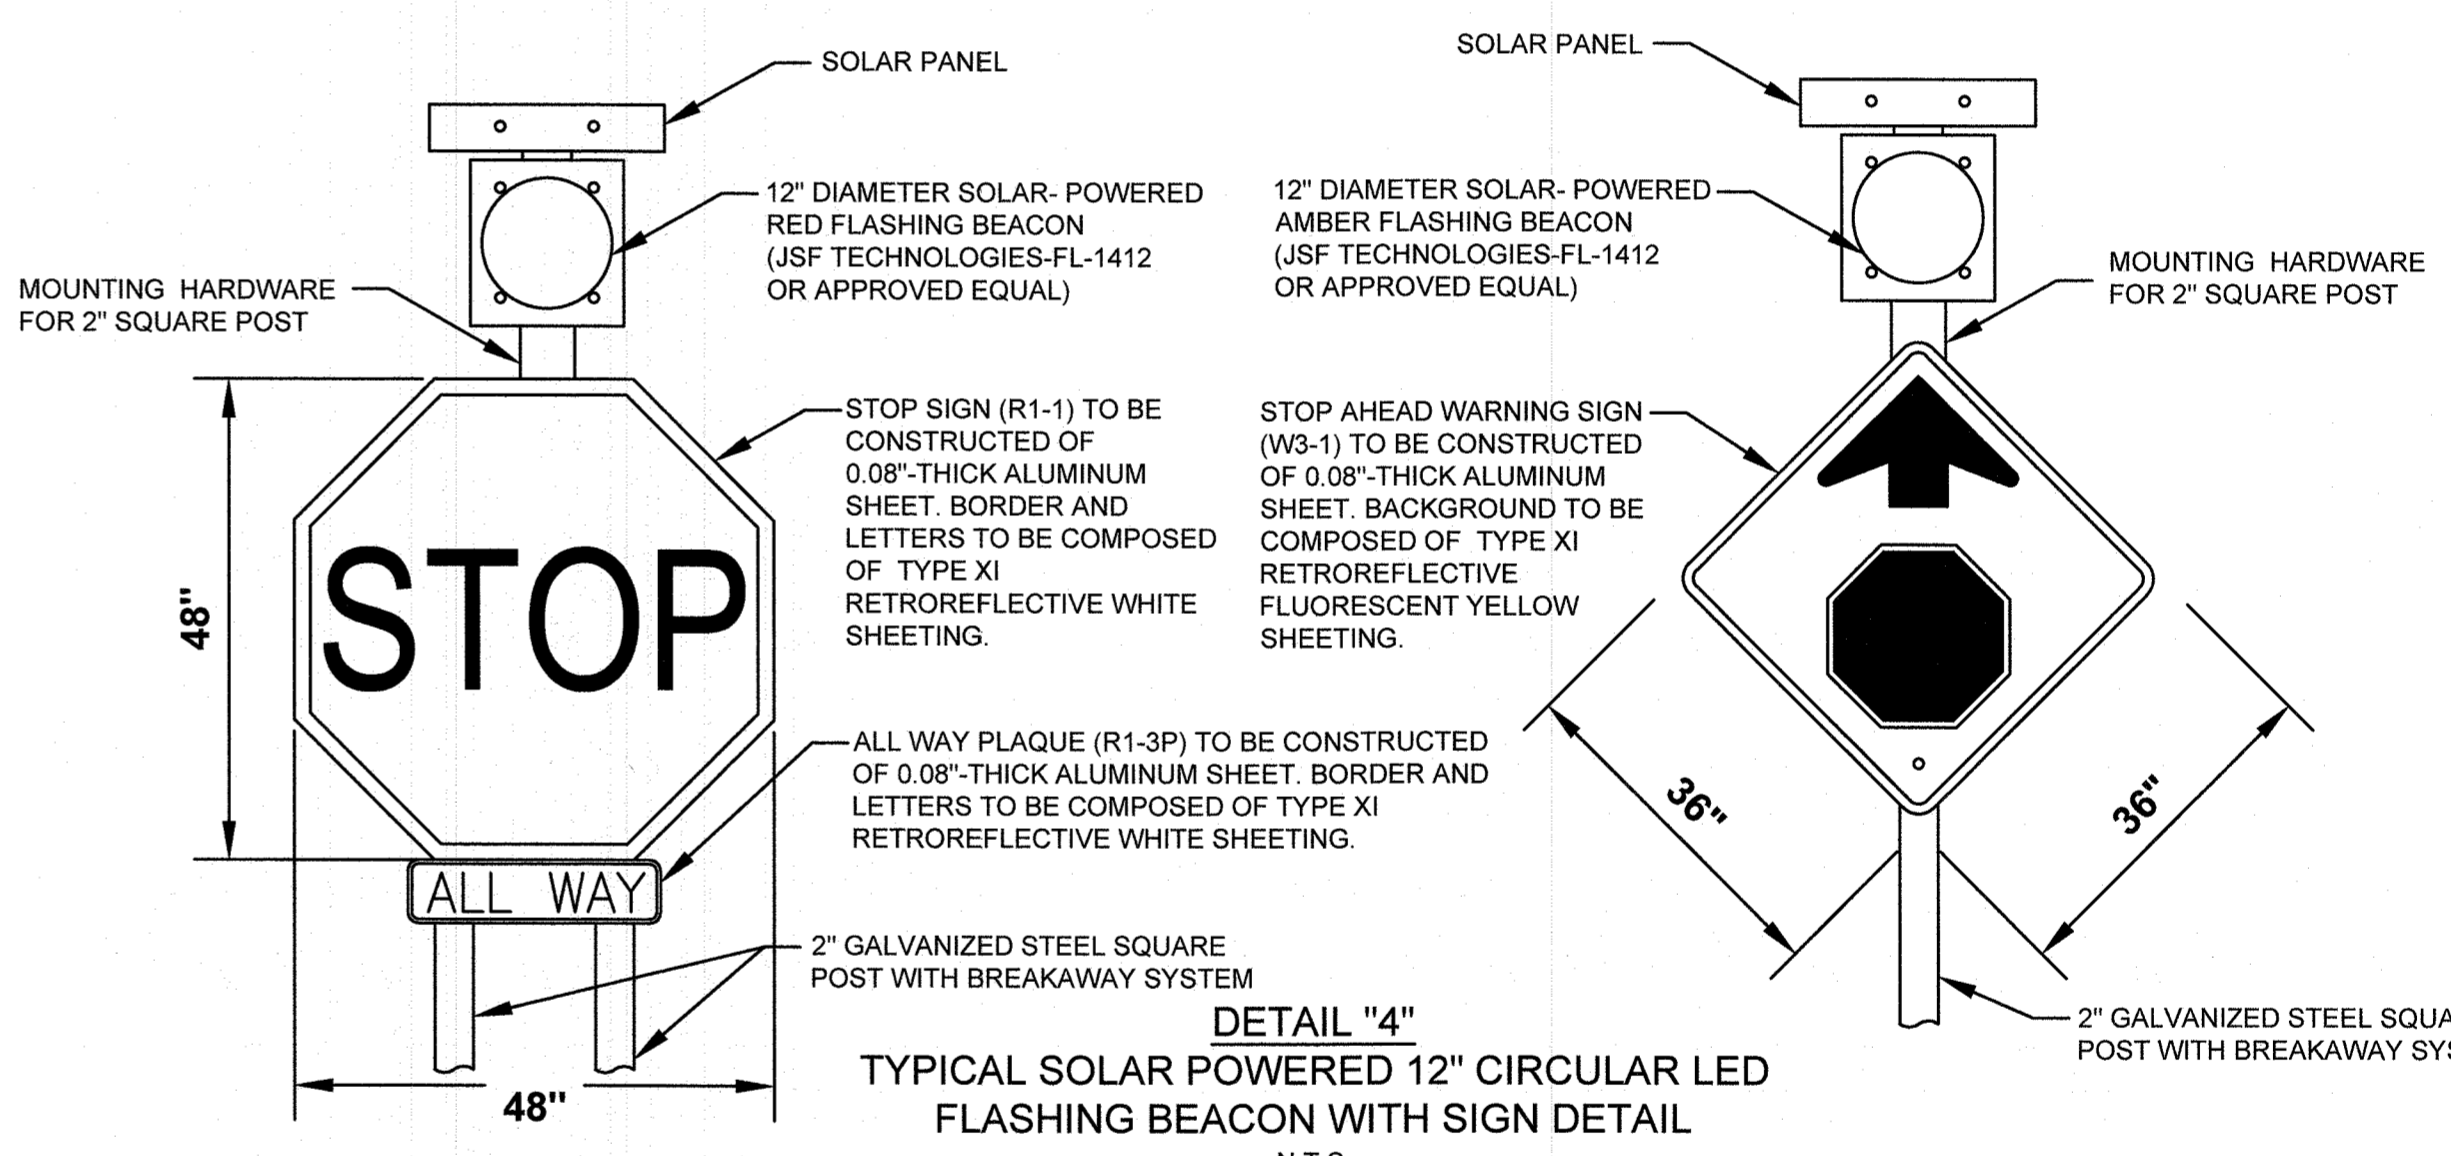 SOLAR PANEL
12" DIAMETER SOLAR- POWERED
RED FLASHING BEACON
(JSF TECHNOLOGIES-FL-1412
OR APPROVED EQUAL)
MOUNTING HARDWARE
FOR 2" SQUARE POST
STOP SIGN (R1-1) TO BE
CONSTRUCTED OF
0.08"-THICK ALUMINUM
SHEET. BORDER AND
LETTERS TO BE COMPOSED
OF TYPE XI
RETROREFLECTIVE WHITE
SHEETING.
48"
STOP
ALL WAY PLAQUE (R1-3P) TO BE CONSTRUCTED
OF 0.08"-THICK ALUMINUM SHEET. BORDER AND
LETTERS TO BE COMPOSED OF TYPE XI
RETROREFLECTIVE WHITE SHEETING.
ALL WAY
2" GALVANIZED STEEL SQUARE
POST WITH BREAKAWAY SYSTEM
48"
SOLAR PANEL
12" DIAMETER SOLAR- POWERED
AMBER FLASHING BEACON
(JSF TECHNOLOGIES-FL-1412
OR APPROVED EQUAL)
MOUNTING HARDWARE
FOR 2" SQUARE POST
STOP AHEAD WARNING SIGN
(W3-1) TO BE CONSTRUCTED
OF 0.08"-THICK ALUMINUM
SHEET. BACKGROUND TO BE
COMPOSED OF TYPE XI
RETROREFLECTIVE
FLUORESCENT YELLOW
SHEETING.
36"
36"
2" GALVANIZED STEEL SQUA
POST WITH BREAKAWAY SYS
DETAIL "4"
TYPICAL SOLAR POWERED 12" CIRCULAR LED
FLASHING BEACON WITH SIGN DETAIL